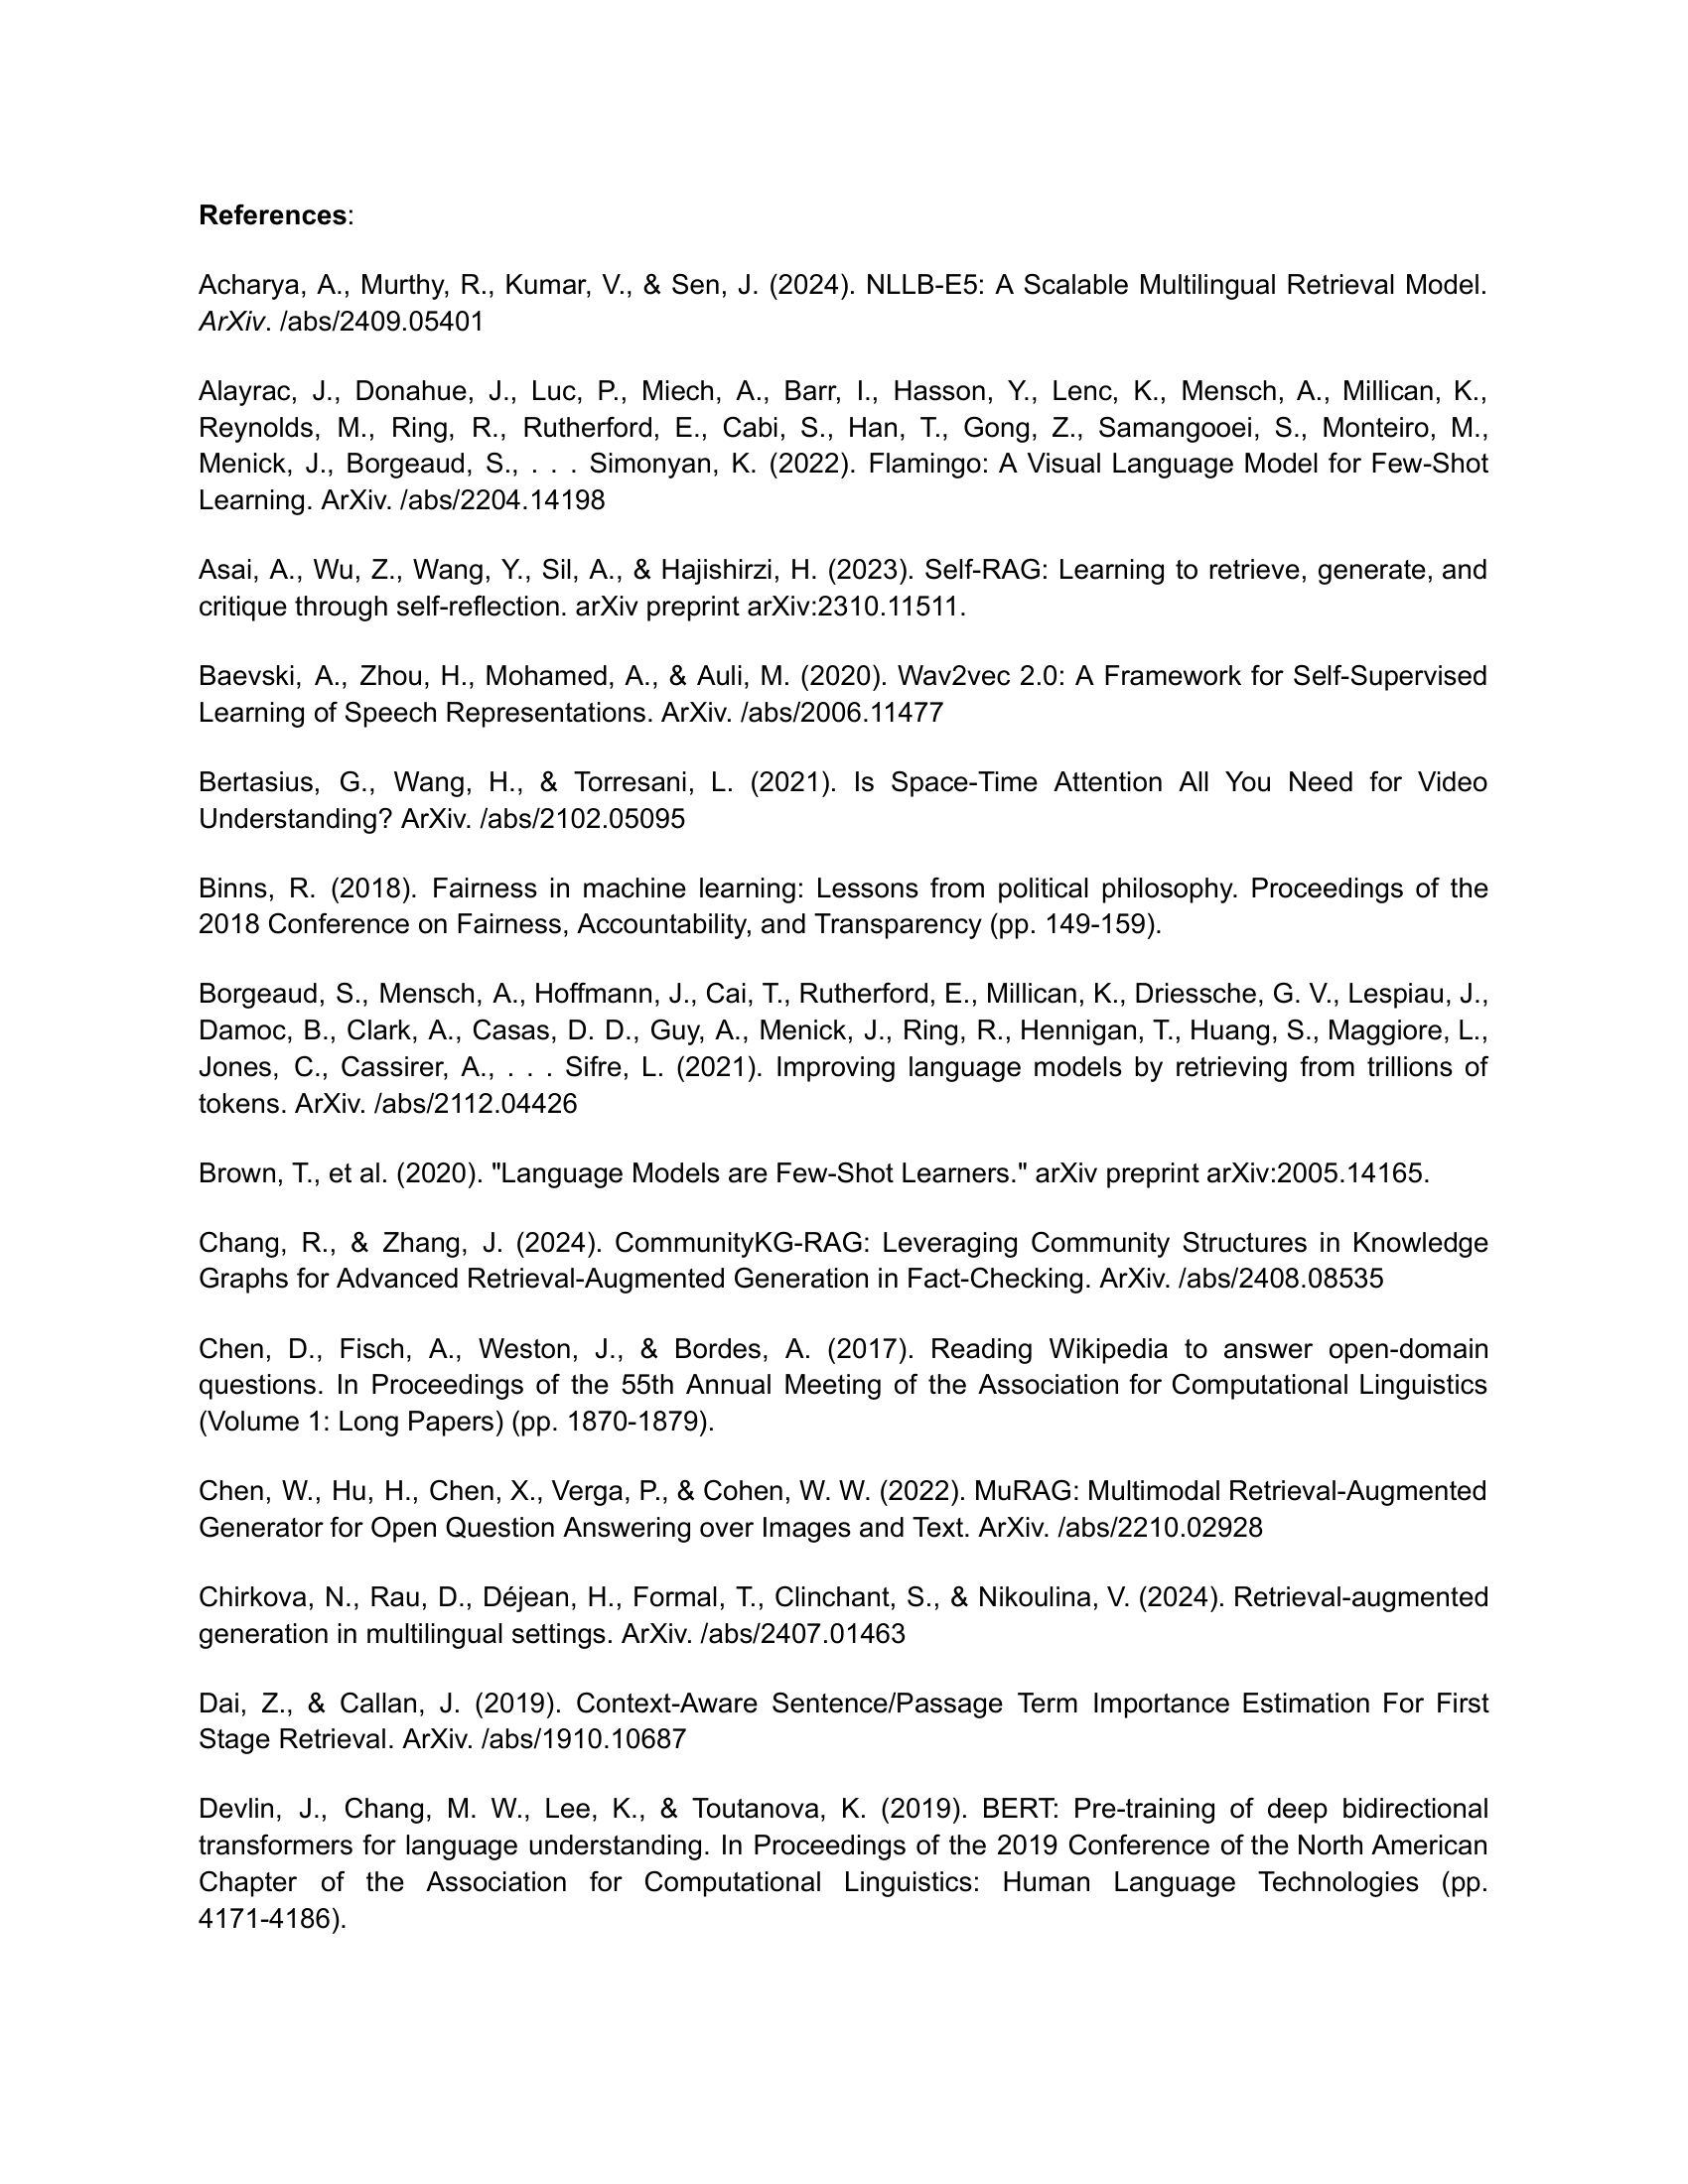 References:
Acharya, A., Murthy, R., Kumar, V., & Sen, J. (2024). NLLB-E5: A Scalable Multilingual Retrieval Model.
ArXiv. /abs/2409.05401
Alayrac, J., Donahue, J., Luc, P., Miech, A., Barr, I., Hasson, Y., Lenc, K., Mensch, A., Millican, K.,
Reynolds, M., Ring, R., Rutherford, E., Cabi, S., Han, T., Gong, Z., Samangooei, S., Monteiro, M.,
Menick, J., Borgeaud, S., . . . Simonyan, K. (2022). Flamingo: A Visual Language Model for Few-Shot
Learning. ArXiv. /abs/2204.14198
Asai, A., Wu, Z., Wang, Y., Sil, A., & Hajishirzi, H. (2023). Self-RAG: Learning to retrieve, generate, and
critique through self-reflection. arXiv preprint arXiv:2310.11511.
Baevski, A., Zhou, H., Mohamed, A., & Auli, M. (2020). Wav2vec 2.0: A Framework for Self-Supervised
Learning of Speech Representations. ArXiv. /abs/2006.11477
Bertasius, G., Wang, H., & Torresani, L. (2021). Is Space-Time Attention All You Need for Video
Understanding? ArXiv. /abs/2102.05095
Binns, R. (2018). Fairness in machine learning: Lessons from political philosophy. Proceedings of the
2018 Conference on Fairness, Accountability, and Transparency (pp. 149-159).
Borgeaud, S., Mensch, A., Hoffmann, J., Cai, T., Rutherford, E., Millican, K., Driessche, G. V., Lespiau, J.,
Damoc, B., Clark, A., Casas, D. D., Guy, A., Menick, J., Ring, R., Hennigan, T., Huang, S., Maggiore, L.,
Jones, C., Cassirer, A., . . . Sifre, L. (2021). Improving language models by retrieving from trillions of
tokens. ArXiv. /abs/2112.04426
Brown, T., et al. (2020). "Language Models are Few-Shot Learners." arXiv preprint arXiv:2005.14165.
Chang, R., & Zhang, J. (2024). CommunityKG-RAG: Leveraging Community Structures in Knowledge
Graphs for Advanced Retrieval-Augmented Generation in Fact-Checking. ArXiv. /abs/2408.08535
Chen, D., Fisch, A., Weston, J., & Bordes, A. (2017). Reading Wikipedia to answer open-domain
questions. In Proceedings of the 55th Annual Meeting of the Association for Computational Linguistics
(Volume 1: Long Papers) (pp. 1870-1879).
Chen, W., Hu, H., Chen, X., Verga, P., & Cohen, W. W. (2022). MuRAG: Multimodal Retrieval-Augmented
Generator for Open Question Answering over Images and Text. ArXiv. /abs/2210.02928
Chirkova, N., Rau, D., Déjean, H., Formal, T., Clinchant, S., & Nikoulina, V. (2024). Retrieval-augmented
generation in multilingual settings. ArXiv. /abs/2407.01463
Dai, Z., & Callan, J. (2019). Context-Aware Sentence/Passage Term Importance Estimation For First
Stage Retrieval. ArXiv. /abs/1910.10687
Devlin, J., Chang, M. W., Lee, K., & Toutanova, K. (2019). BERT: Pre-training of deep bidirectional
transformers for language understanding. In Proceedings of the 2019 Conference of the North American
Chapter of the Association for Computational Linguistics: Human Language Technologies (pp.
4171-4186).